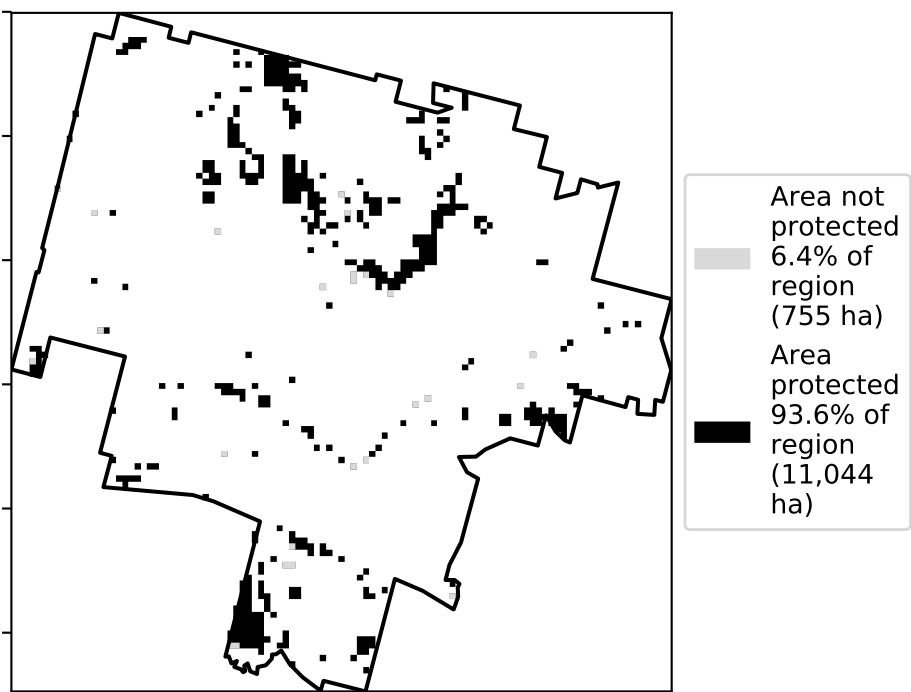 Area not
protected
6.4% of
region
(755 ha)
Area
protected
93.6% of
region
(11,044
ha)